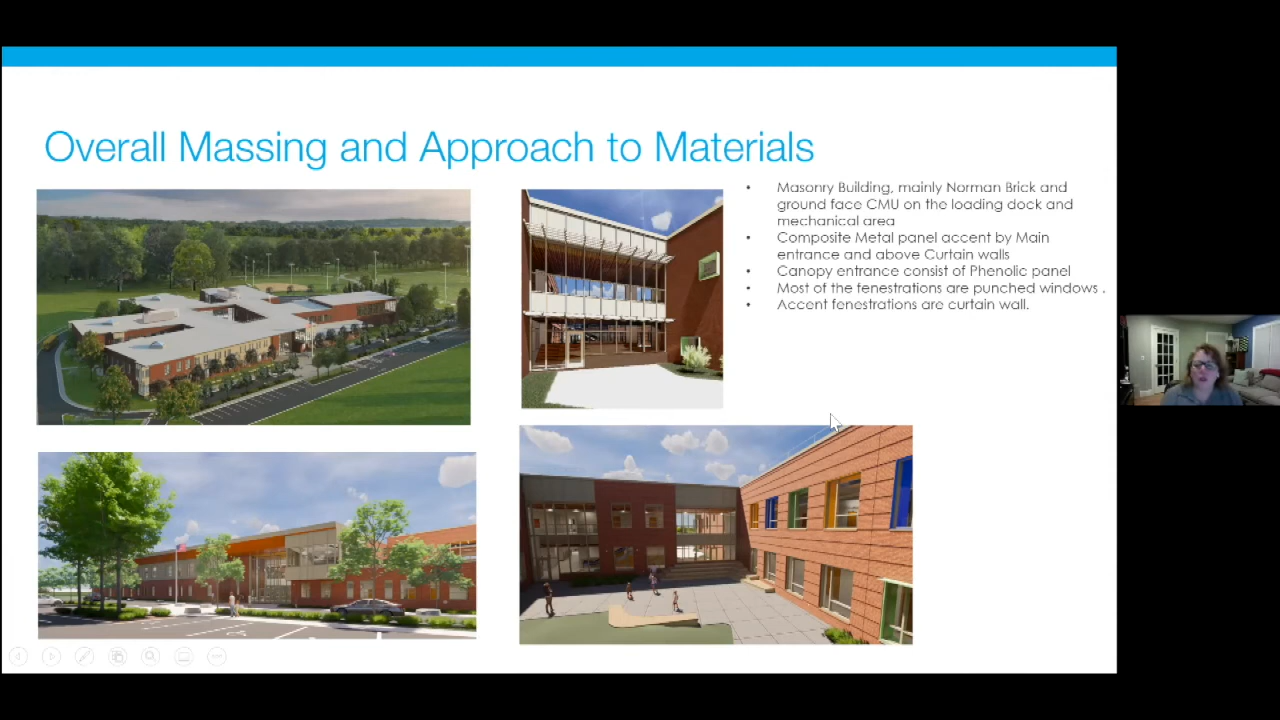 Overall Massing and Approach to Materials
• Masonry Building, mainly Norman Brick and
ground face CMU on the loading dock and
mechanical area
• Composite Metal panel accent by Main
entrance and above Curtain walls
• Canopy entrance consist of Phenolic panel
• Most of the fenestrations are punched windows .
• Accent fenestrations are curtain wall.